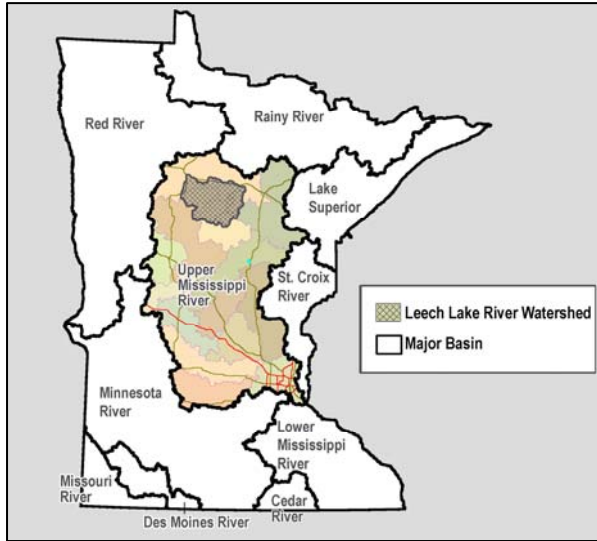 Red River
Rainy River
Lake
Superior
Upper
Mississippi
River
St. Croix
River
Leech Lake River Watershed
Major Basin
Minnesota
River
Lower
Mississippi
River
Missouri
River
Cedar
River
Des Moines River